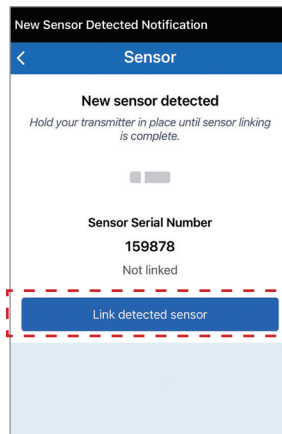 New Sensor Detected Notification
Sensor
New sensor detected
Hold your transmitter in place until sensor linking
is complete.
Sensor Serial Number
159878
Not linked
Link detected sensor